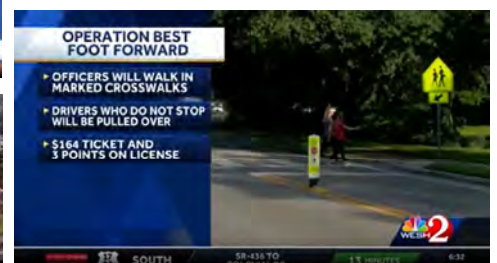 OPERATION BEST
FOOT FORWARD
▸ OFFICERS WILL WALK IN
MARKED CROSSWALKS
▸ DRIVERS WHO DO NOT STOP
WILL BE PULLED OVER
▸ $164 TICKET AND
3 POINTS ON LICENSE
WESH 2
SOUTH
SR-436 TO
13 MINUTES
6:32